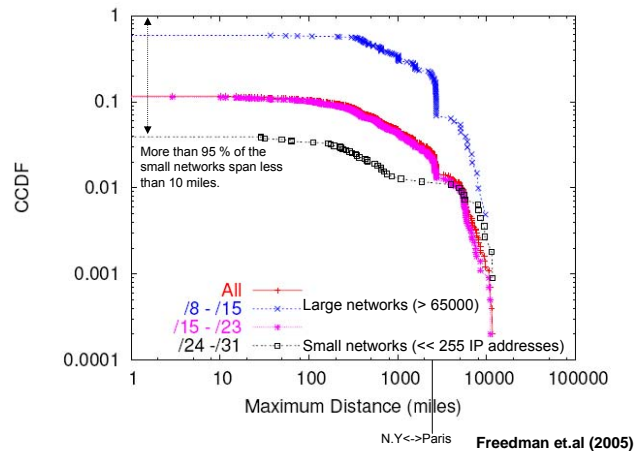 1
0.1
0.01
0.001
0.0001
CCDF
More than 95 % of the
small networks span less
than 10 miles.
All
/8 - /15
Large networks (> 65000)
/15 - /23
/24 -/31
Small networks (<< 255 IP addresses)
1 10 100 1000 10000 100000
Maximum Distance (miles)
N.Y<->Paris
Freedman et.al (2005)